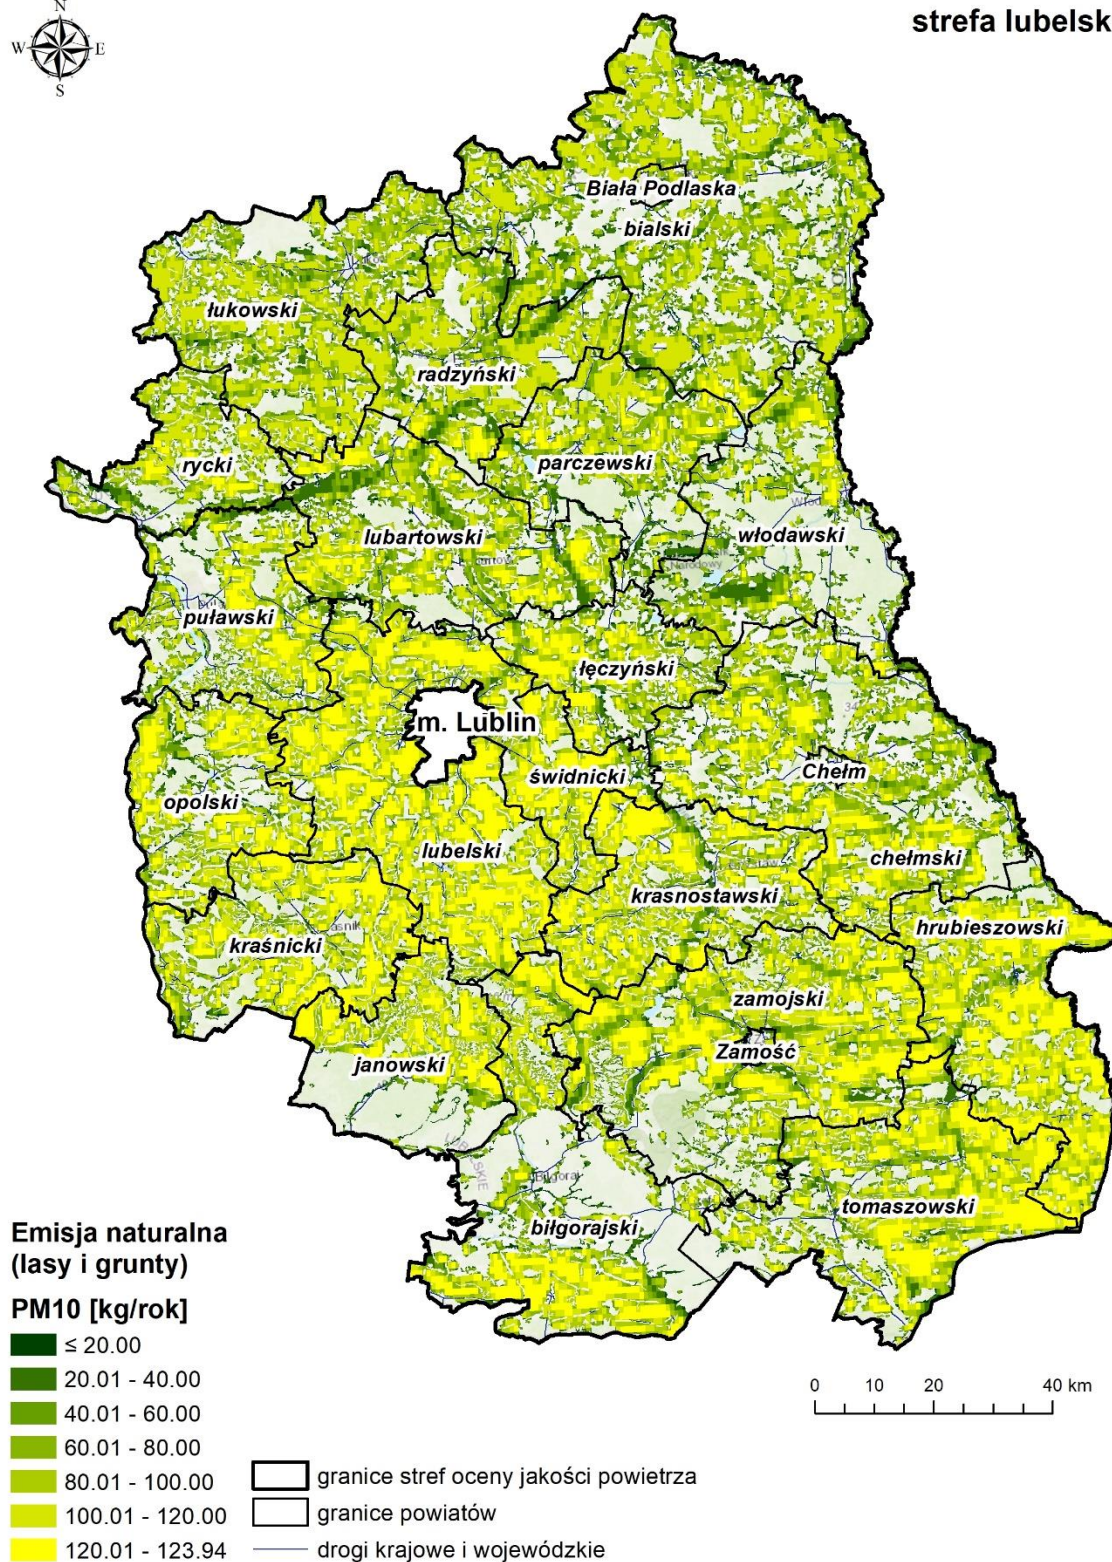 N
W E
S
strefa lubelsk
Biała Podlaska
bialski
łukowski
radzyński
rycki
parczewski
lubartowski
włodawski
Narodowy
puławski
łęczyński
m. Lublin
Chełm
świdnicki
opolski
lubelski
chełmski
krasnostawski
hrubieszowski
kraśnicki
zamojski
Zamość
janowski
tomaszowski
biłgorajski
Emisja naturalna
(lasy i grunty)
PM10 [kg/rok]
≤ 20.00
20.01 - 40.00
40.01 - 60.00
60.01 - 80.00
80.01 - 100.00
100.01 - 120.00
120.01 - 123.94
granice stref oceny jakości powietrza
granice powiatów
drogi krajowe i wojewódzkie
0 10 20 40 km